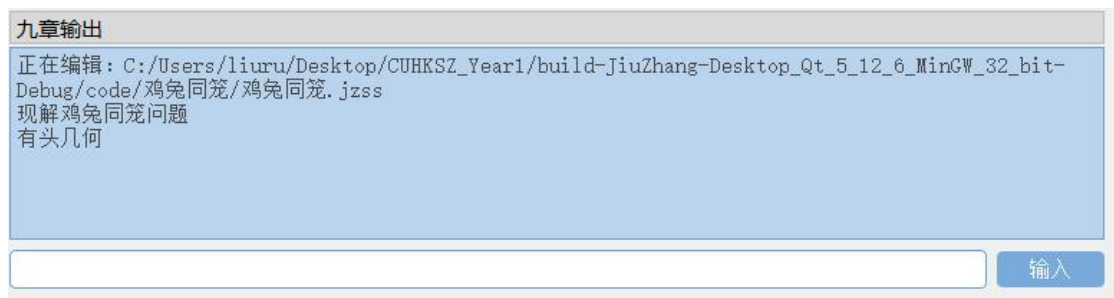 九章输出
正在编辑：C:/Users/liuru/Desktop/CUHKSZ_Year1/build-JiuZhang-Desktop_Qt_5_12_6_MinGW_32_bit-
Debug/code/鸡兔同笼/鸡兔同笼.jzss
现解鸡兔同笼问题
有头几何
输入